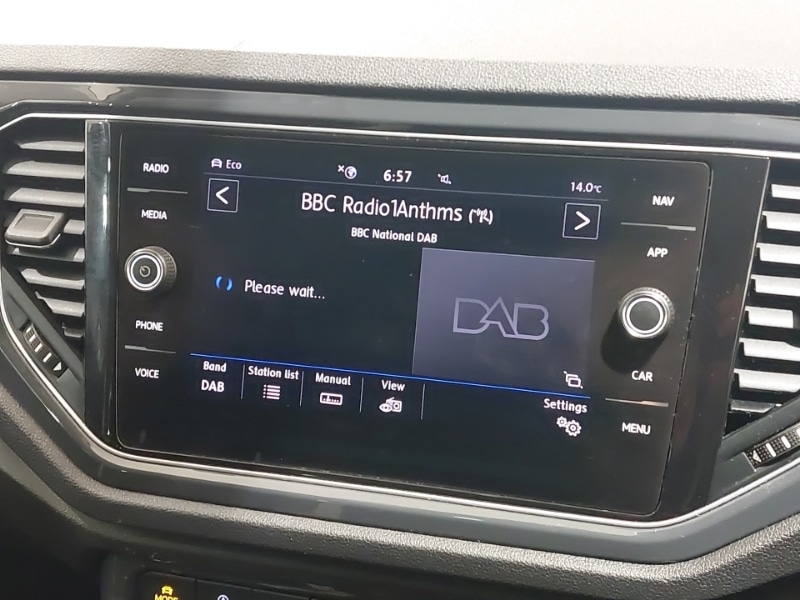 RADIO
MEDIA
PHONE
VOICE
Eco
6:57
14.0°C
<
BBC Radio1Anthms
>
BBC National DAB
Please wait...
DAB
Band
DAB
Station list
Manual
View
Settings
NAV
APP
CAR
MENU
MODE